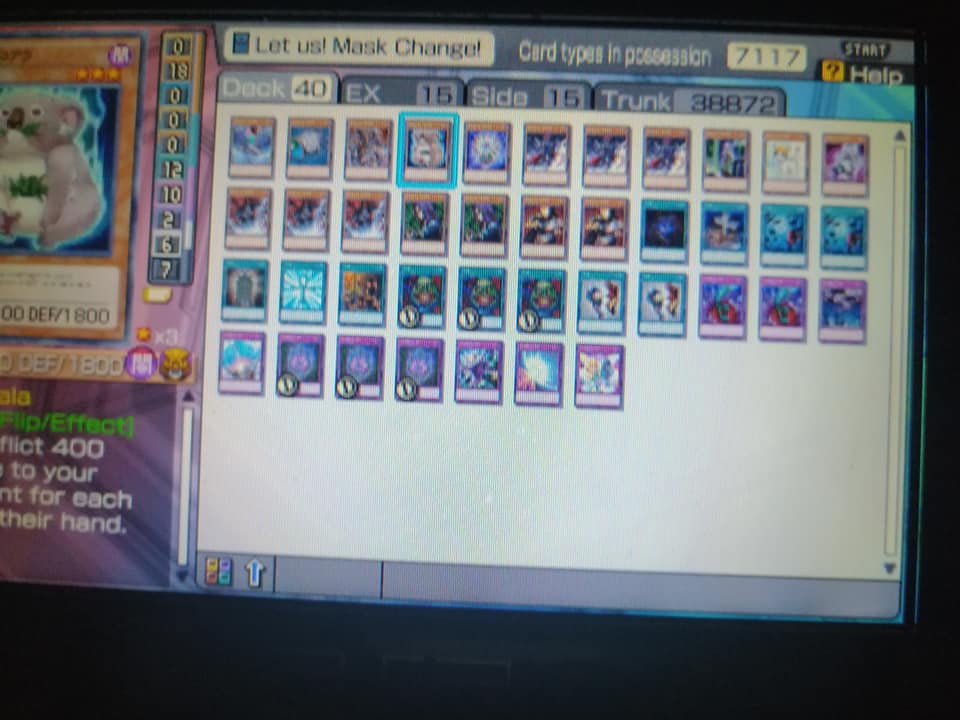 Let us! Mask Change!
Card types in possession 7117
START
? Help
Deck 40
EX 15
Side 15
Trunk 38872
0
18
0
0
0
12
10
2
6
7
00 DEF/1800
x3
0 DEF/1800
ala
Flip/Effect]
flict 400
to your
nt for each
their hand.